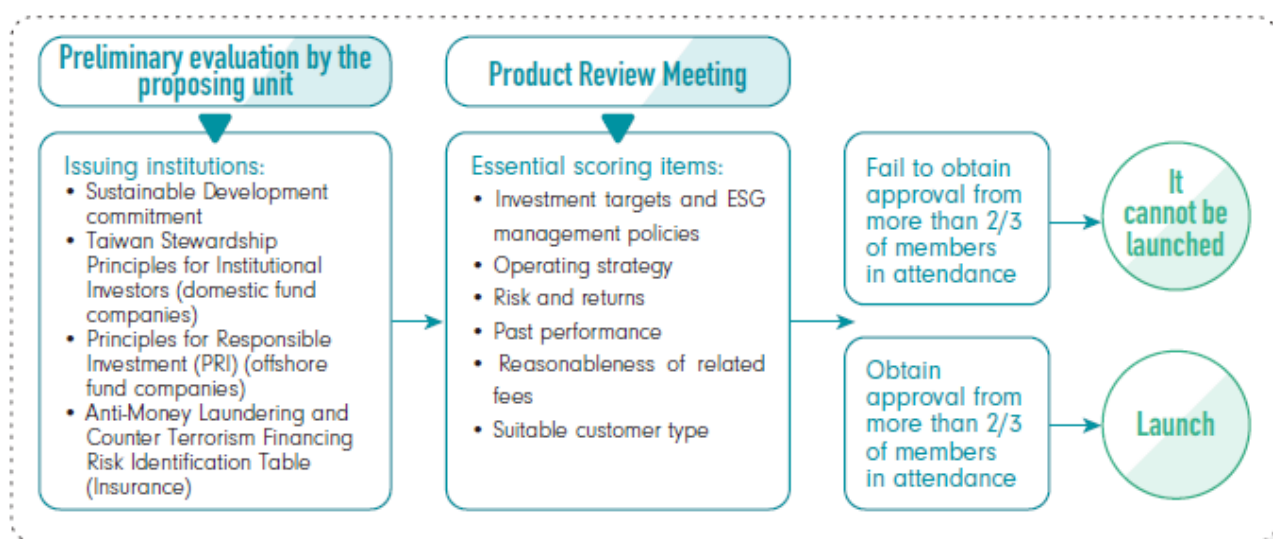 Preliminary evaluation by the
proposing unit
Issuing institutions:
• Sustainable Development
commitment
• Taiwan Stewardship
Principles for Institutional
Investors (domestic fund
companies)
• Principles for Responsible
Investment (PRI) (offshore
fund companies)
• Anti-Money Laundering and
Counter Terrorism Financing
Risk Identification Table
(Insurance)
Product Review Meeting
Essential scoring items:
• Investment targets and ESG
management policies
• Operating strategy
• Risk and returns
• Past performance
• Reasonableness of related
fees
• Suitable customer type
Fail to obtain
approval from
more than 2/3
of members
in attendance
It
cannot be
launched
Obtain
approval from
more than 2/3
of members
in attendance
Launch